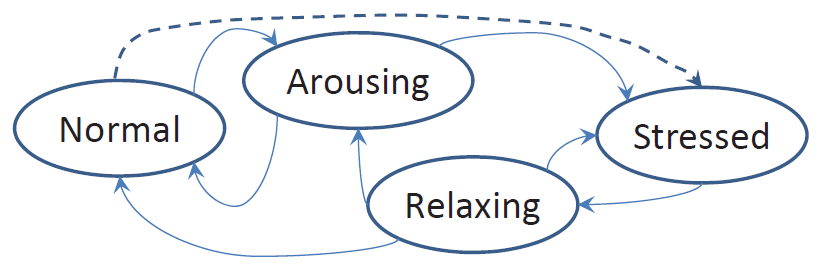 Normal
Arousing
Stressed
Relaxing